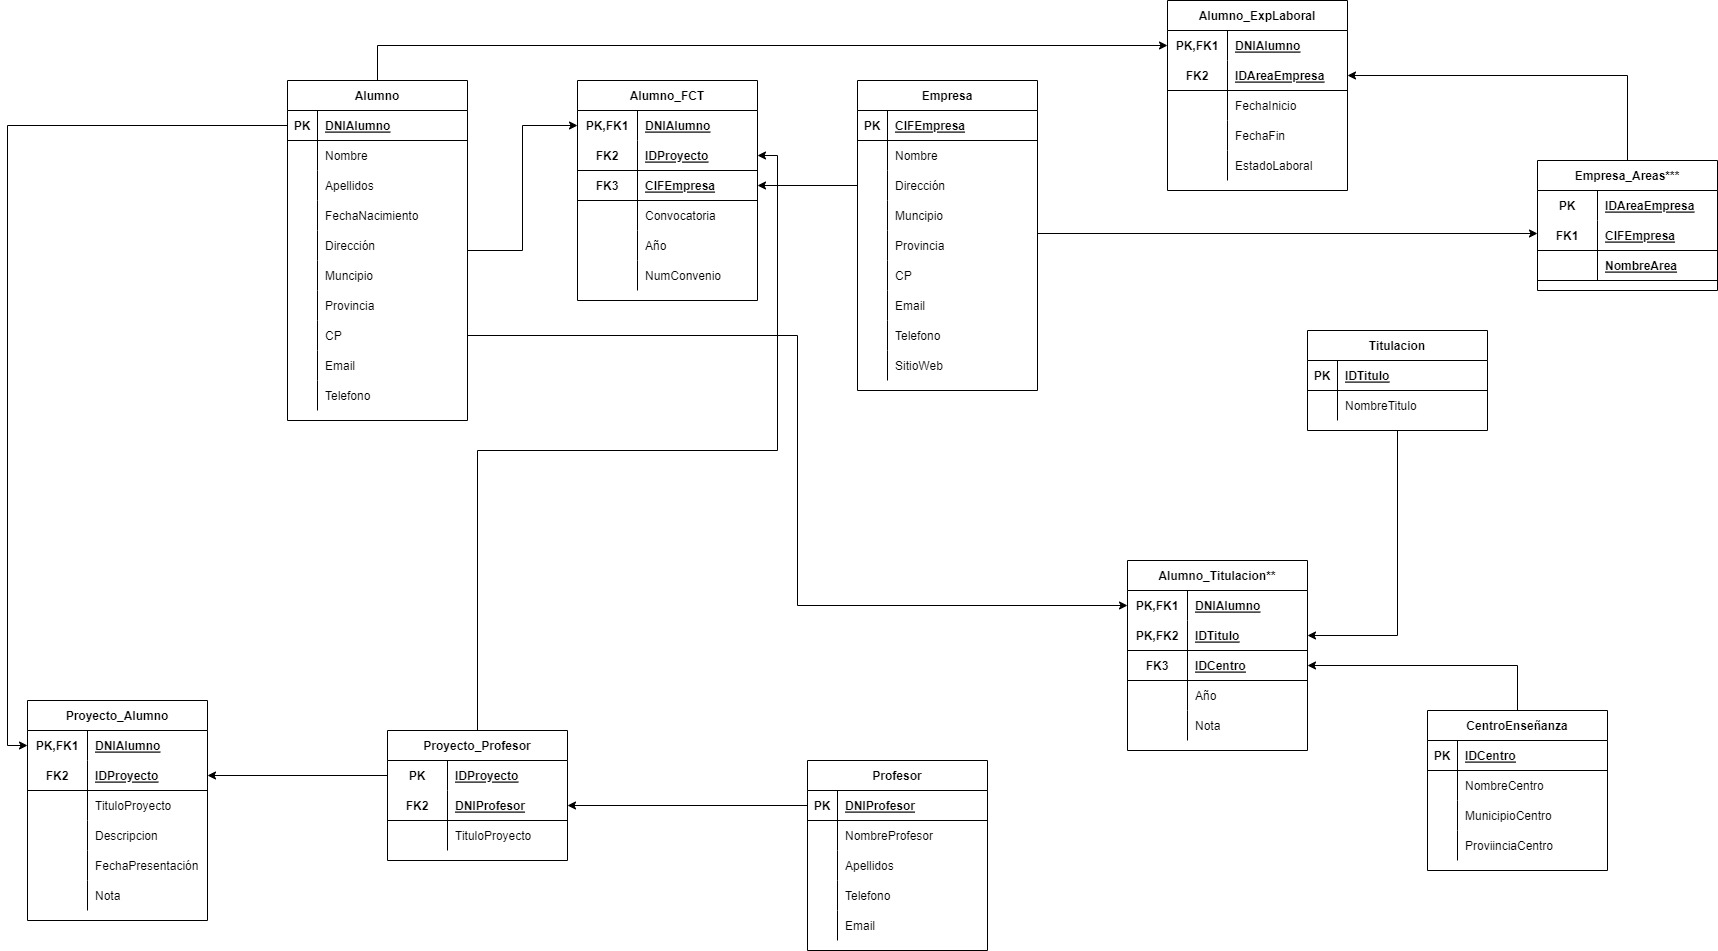 Alumno_ExpLaboral
PK,FK1 DNIAlumno
FK2 IDAreaEmpresa
FechaInicio
FechaFin
EstadoLaboral
Alumno
PK DNIAlumno
Nombre
Apellidos
FechaNacimiento
Dirección
Muncipio
Provincia
CP
Email
Telefono
Alumno_FCT
PK,FK1 DNIAlumno
FK2 IDProyecto
FK3 CIFEmpresa
Convocatoria
Año
NumConvenio
Empresa
PK CIFEmpresa
Nombre
Dirección
Muncipio
Provincia
CP
Email
Telefono
SitioWeb
Empresa_Areas***
PK IDAreaEmpresa
FK1 CIFEmpresa
NombreArea
Titulacion
PK IDTitulo
NombreTitulo
Alumno_Titulacion**
PK,FK1 DNIAlumno
PK,FK2 IDTitulo
FK3 IDCentro
Año
Nota
Proyecto_Alumno
PK,FK1 DNIAlumno
FK2 IDProyecto
TituloProyecto
Descripcion
FechaPresentación
Nota
Proyecto_Profesor
PK IDProyecto
FK2 DNIProfesor
TituloProyecto
Profesor
PK DNIProfesor
NombreProfesor
Apellidos
Telefono
Email
CentroEnseñanza
PK IDCentro
NombreCentro
MunicipioCentro
ProviinciaCentro